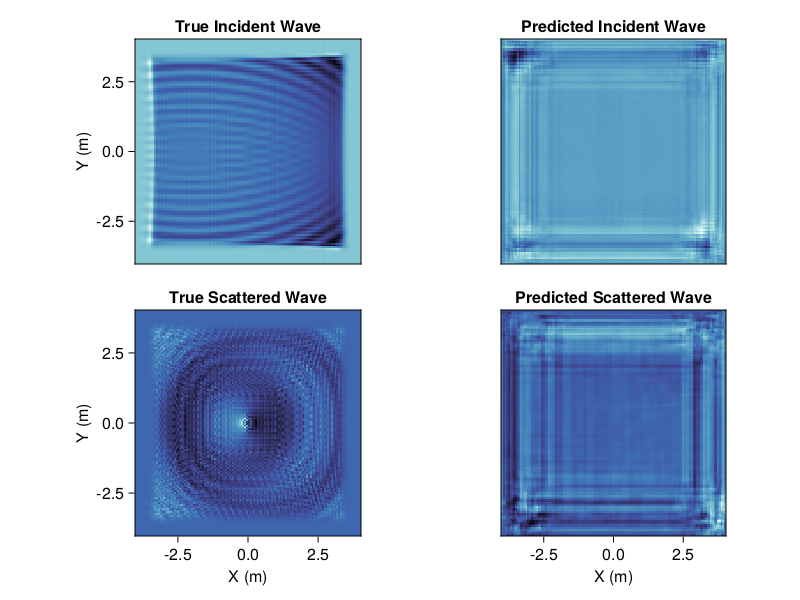 True Incident Wave
Predicted Incident Wave
2.5
0.0
-2.5
Y (m)
True Scattered Wave
Predicted Scattered Wave
2.5
0.0
-2.5
Y (m)
-2.5 0.0 2.5
-2.5 0.0 2.5
X (m)
X (m)